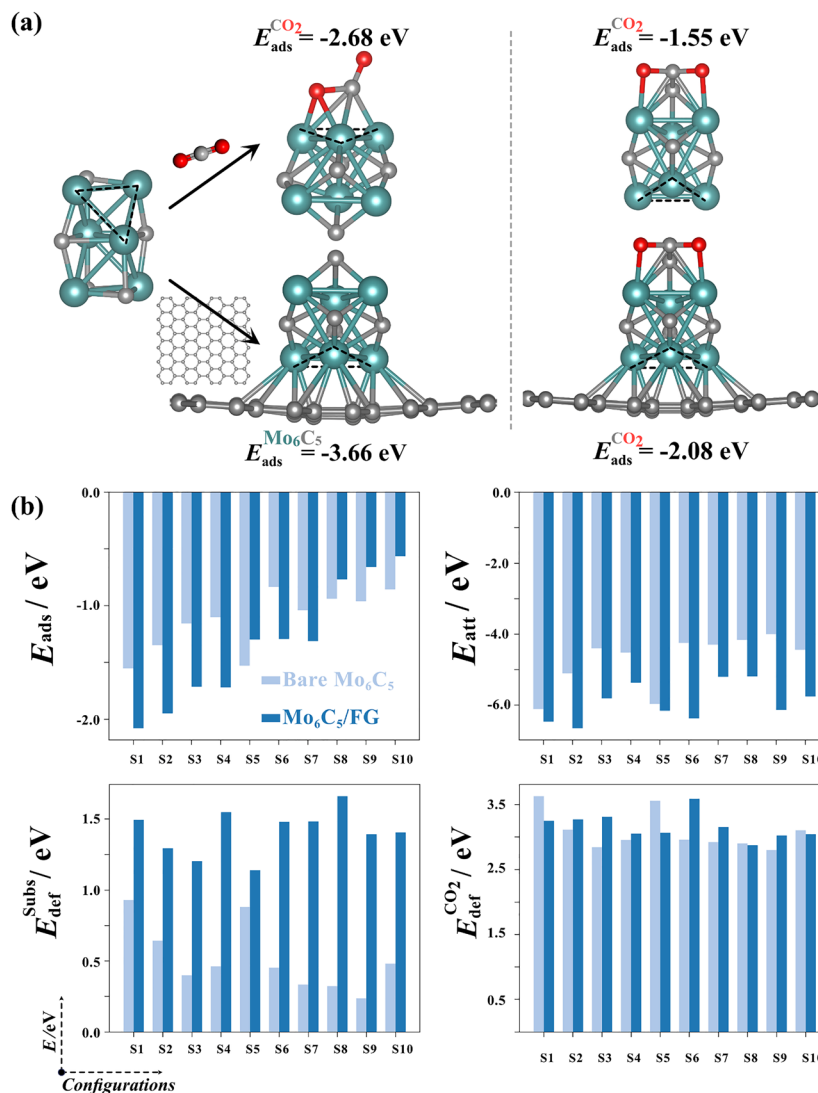 (a)
E_ads^CO2 = -2.68 eV
E_ads^CO2 = -1.55 eV
E_ads^Mo6C5 = -3.66 eV
E_ads^CO2 = -2.08 eV
(b)
0.0
-1.0
-2.0
E_ads / eV
Bare Mo₆C₅
Mo₆C₅/FG
S1 S2 S3 S4 S5 S6 S7 S8 S9 S10
0.0
-2.0
-4.0
-6.0
E_att / eV
S1 S2 S3 S4 S5 S6 S7 S8 S9 S10
1.5
1.0
0.5
0.0
E_def^Subs / eV
S1 S2 S3 S4 S5 S6 S7 S8 S9 S10
3.5
2.5
1.5
0.5
E_def^CO2 / eV
S1 S2 S3 S4 S5 S6 S7 S8 S9 S10
E/eV
Configurations